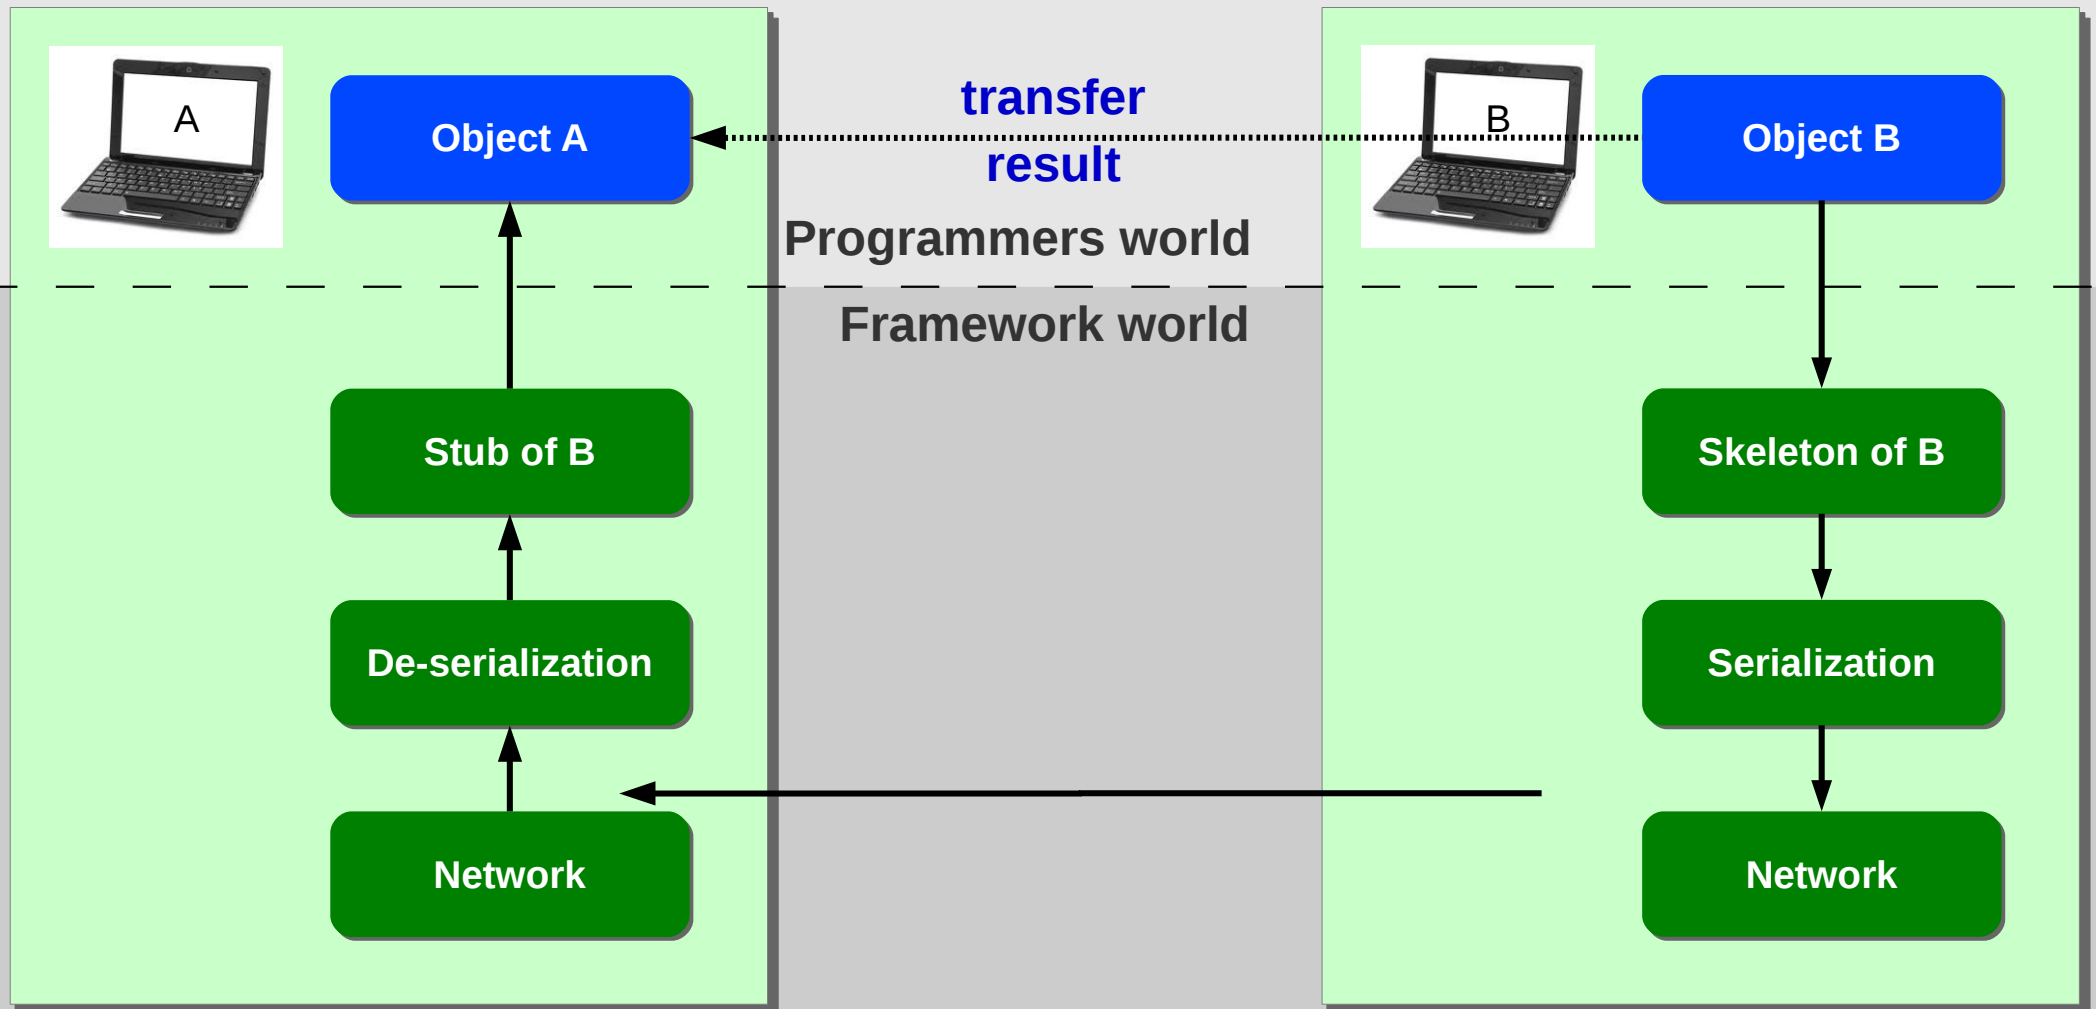 A
Object A
transfer
result
B
Object B
Programmers world
Framework world
Stub of B
Skeleton of B
De-serialization
Serialization
Network
Network